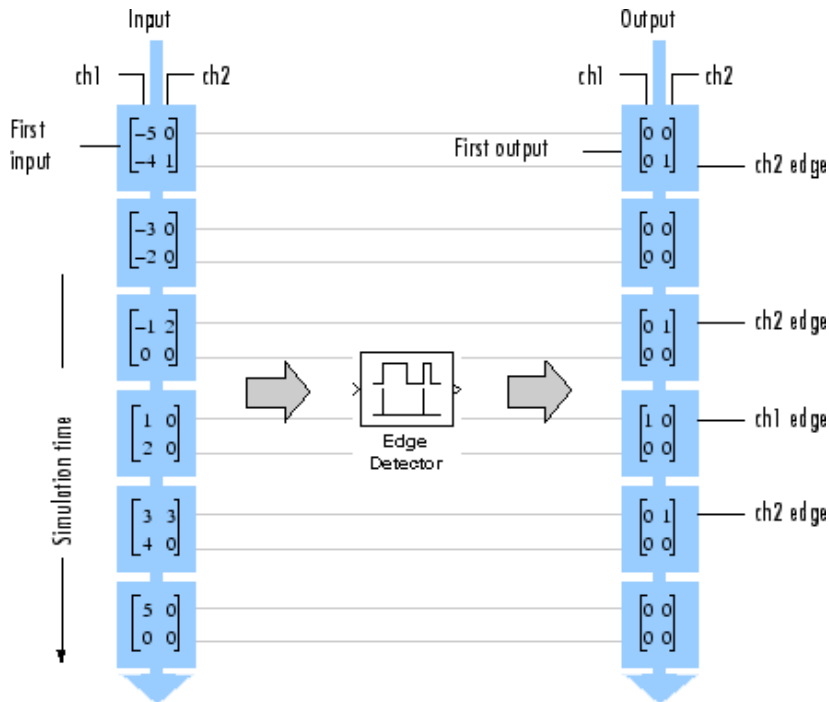 Input Output
ch1 ch2 ch1 ch2
First input
-5 0
-4 1
First output
0 0
0 1
ch2 edge
-3 0
-2 0
0 0
0 0
-1 2
0 0
0 1
0 0
ch2 edge
Simulation time
Edge
Detector
1 0
2 0
1 0
0 0
ch1 edge
3 3
4 0
0 1
0 0
ch2 edge
5 0
0 0
0 0
0 0